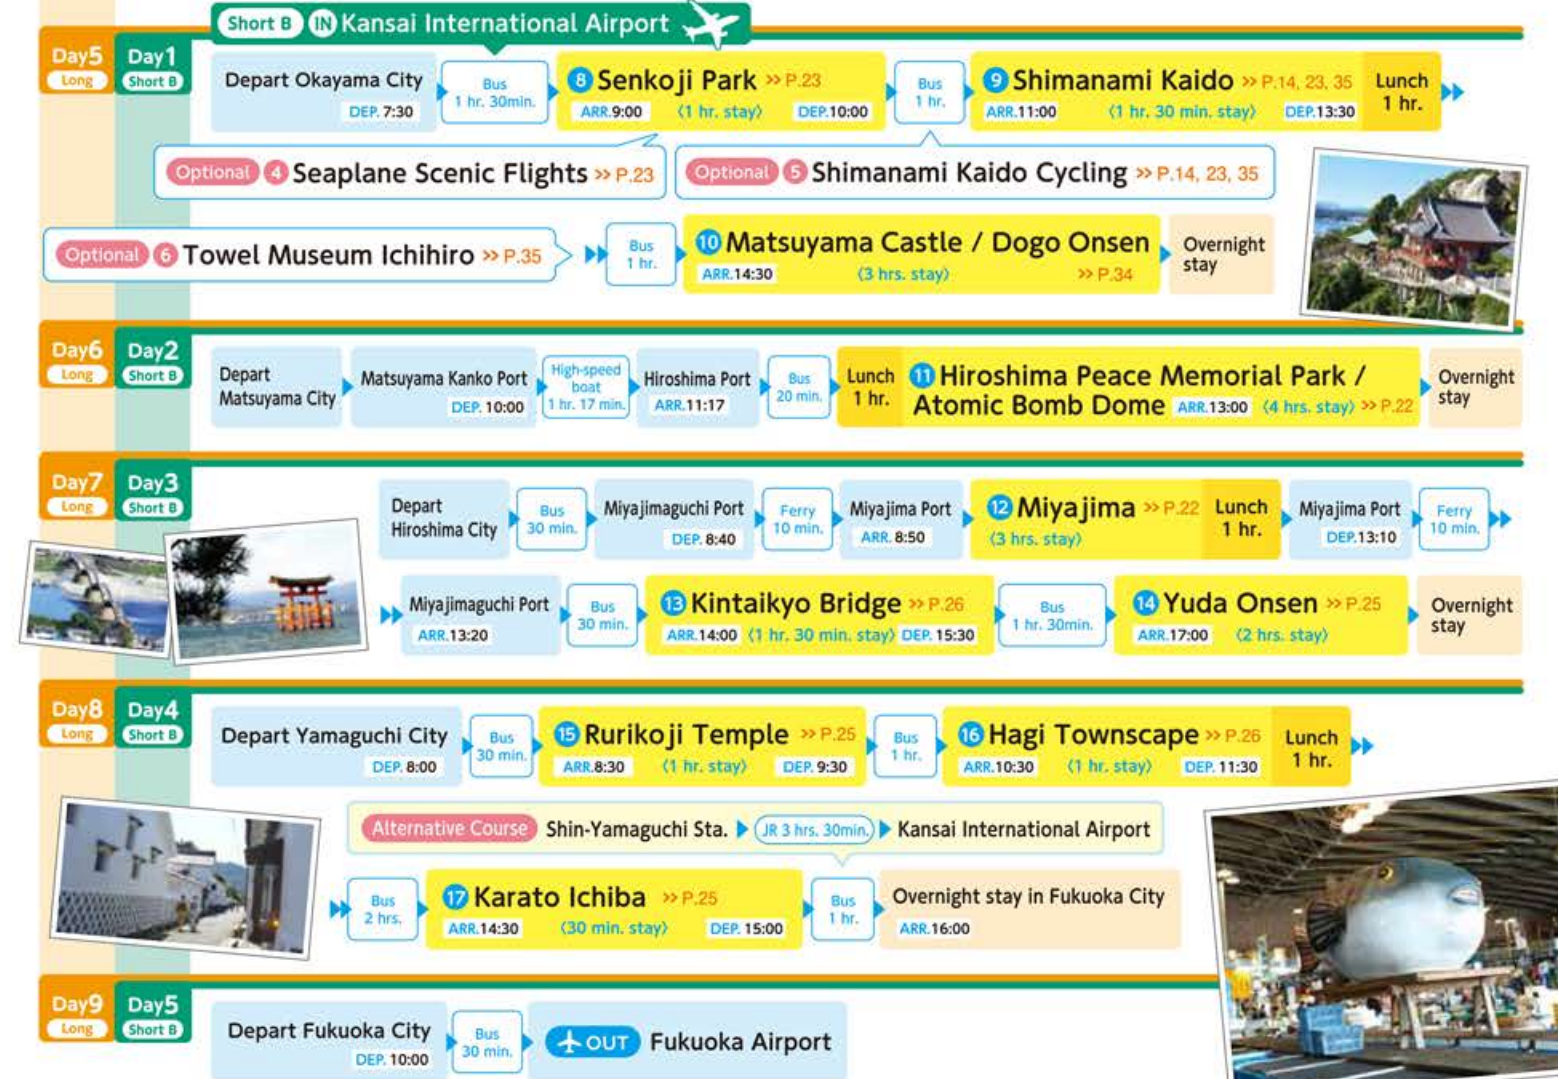 Short B IN Kansai International Airport
Day5 Long
Day1 Short B
Depart Okayama City
DEP. 7:30
Bus
1 hr. 30min.
8 Senkoji Park >> P.23
ARR.9:00 〈1 hr. stay〉 DEP.10:00
Bus
1 hr.
9 Shimanami Kaido >> P.14, 23, 35
ARR.11:00 〈1 hr. 30 min. stay〉 DEP.13:30
Lunch
1 hr.
Optional 4 Seaplane Scenic Flights >> P.23
Optional 5 Shimanami Kaido Cycling >> P.14, 23, 35
Optional 6 Towel Museum Ichihiro >> P.35
Bus
1 hr.
10 Matsuyama Castle / Dogo Onsen
ARR.14:30 〈3 hrs. stay〉 >> P.34
Overnight
stay
Day6 Long
Day2 Short B
Depart
Matsuyama City
Matsuyama Kanko Port
DEP. 10:00
High-speed
boat
1 hr. 17 min.
Hiroshima Port
ARR.11:17
Bus
20 min.
Lunch
1 hr.
11 Hiroshima Peace Memorial Park /
Atomic Bomb Dome ARR.13:00 〈4 hrs. stay〉 >> P.22
Overnight
stay
Day7 Long
Day3 Short B
Depart
Hiroshima City
Bus
30 min.
Miyajimaguchi Port
DEP. 8:40
Ferry
10 min.
Miyajima Port
ARR. 8:50
12 Miyajima >> P.22
〈3 hrs. stay〉
Lunch
1 hr.
Miyajima Port
DEP.13:10
Ferry
10 min.
Miyajimaguchi Port
ARR.13:20
Bus
30 min.
13 Kintaikyo Bridge >> P.26
ARR.14:00 〈1 hr. 30 min. stay〉 DEP. 15:30
Bus
1 hr. 30min.
14 Yuda Onsen >> P.25
ARR.17:00 〈2 hrs. stay〉
Overnight
stay
Day8 Long
Day4 Short B
Depart Yamaguchi City
DEP. 8:00
Bus
30 min.
15 Rurikoji Temple >> P.25
ARR.8:30 〈1 hr. stay〉 DEP. 9:30
Bus
1 hr.
16 Hagi Townscape >> P.26
ARR.10:30 〈1 hr. stay〉 DEP. 11:30
Lunch
1 hr.
Alternative Course Shin-Yamaguchi Sta. JR 3 hrs. 30min. Kansai International Airport
Bus
2 hrs.
17 Karato Ichiba >> P.25
ARR.14:30 〈30 min. stay〉 DEP. 15:00
Bus
1 hr.
Overnight stay in Fukuoka City
ARR.16:00
Day9 Long
Day5 Short B
Depart Fukuoka City
DEP. 10:00
Bus
30 min.
OUT Fukuoka Airport